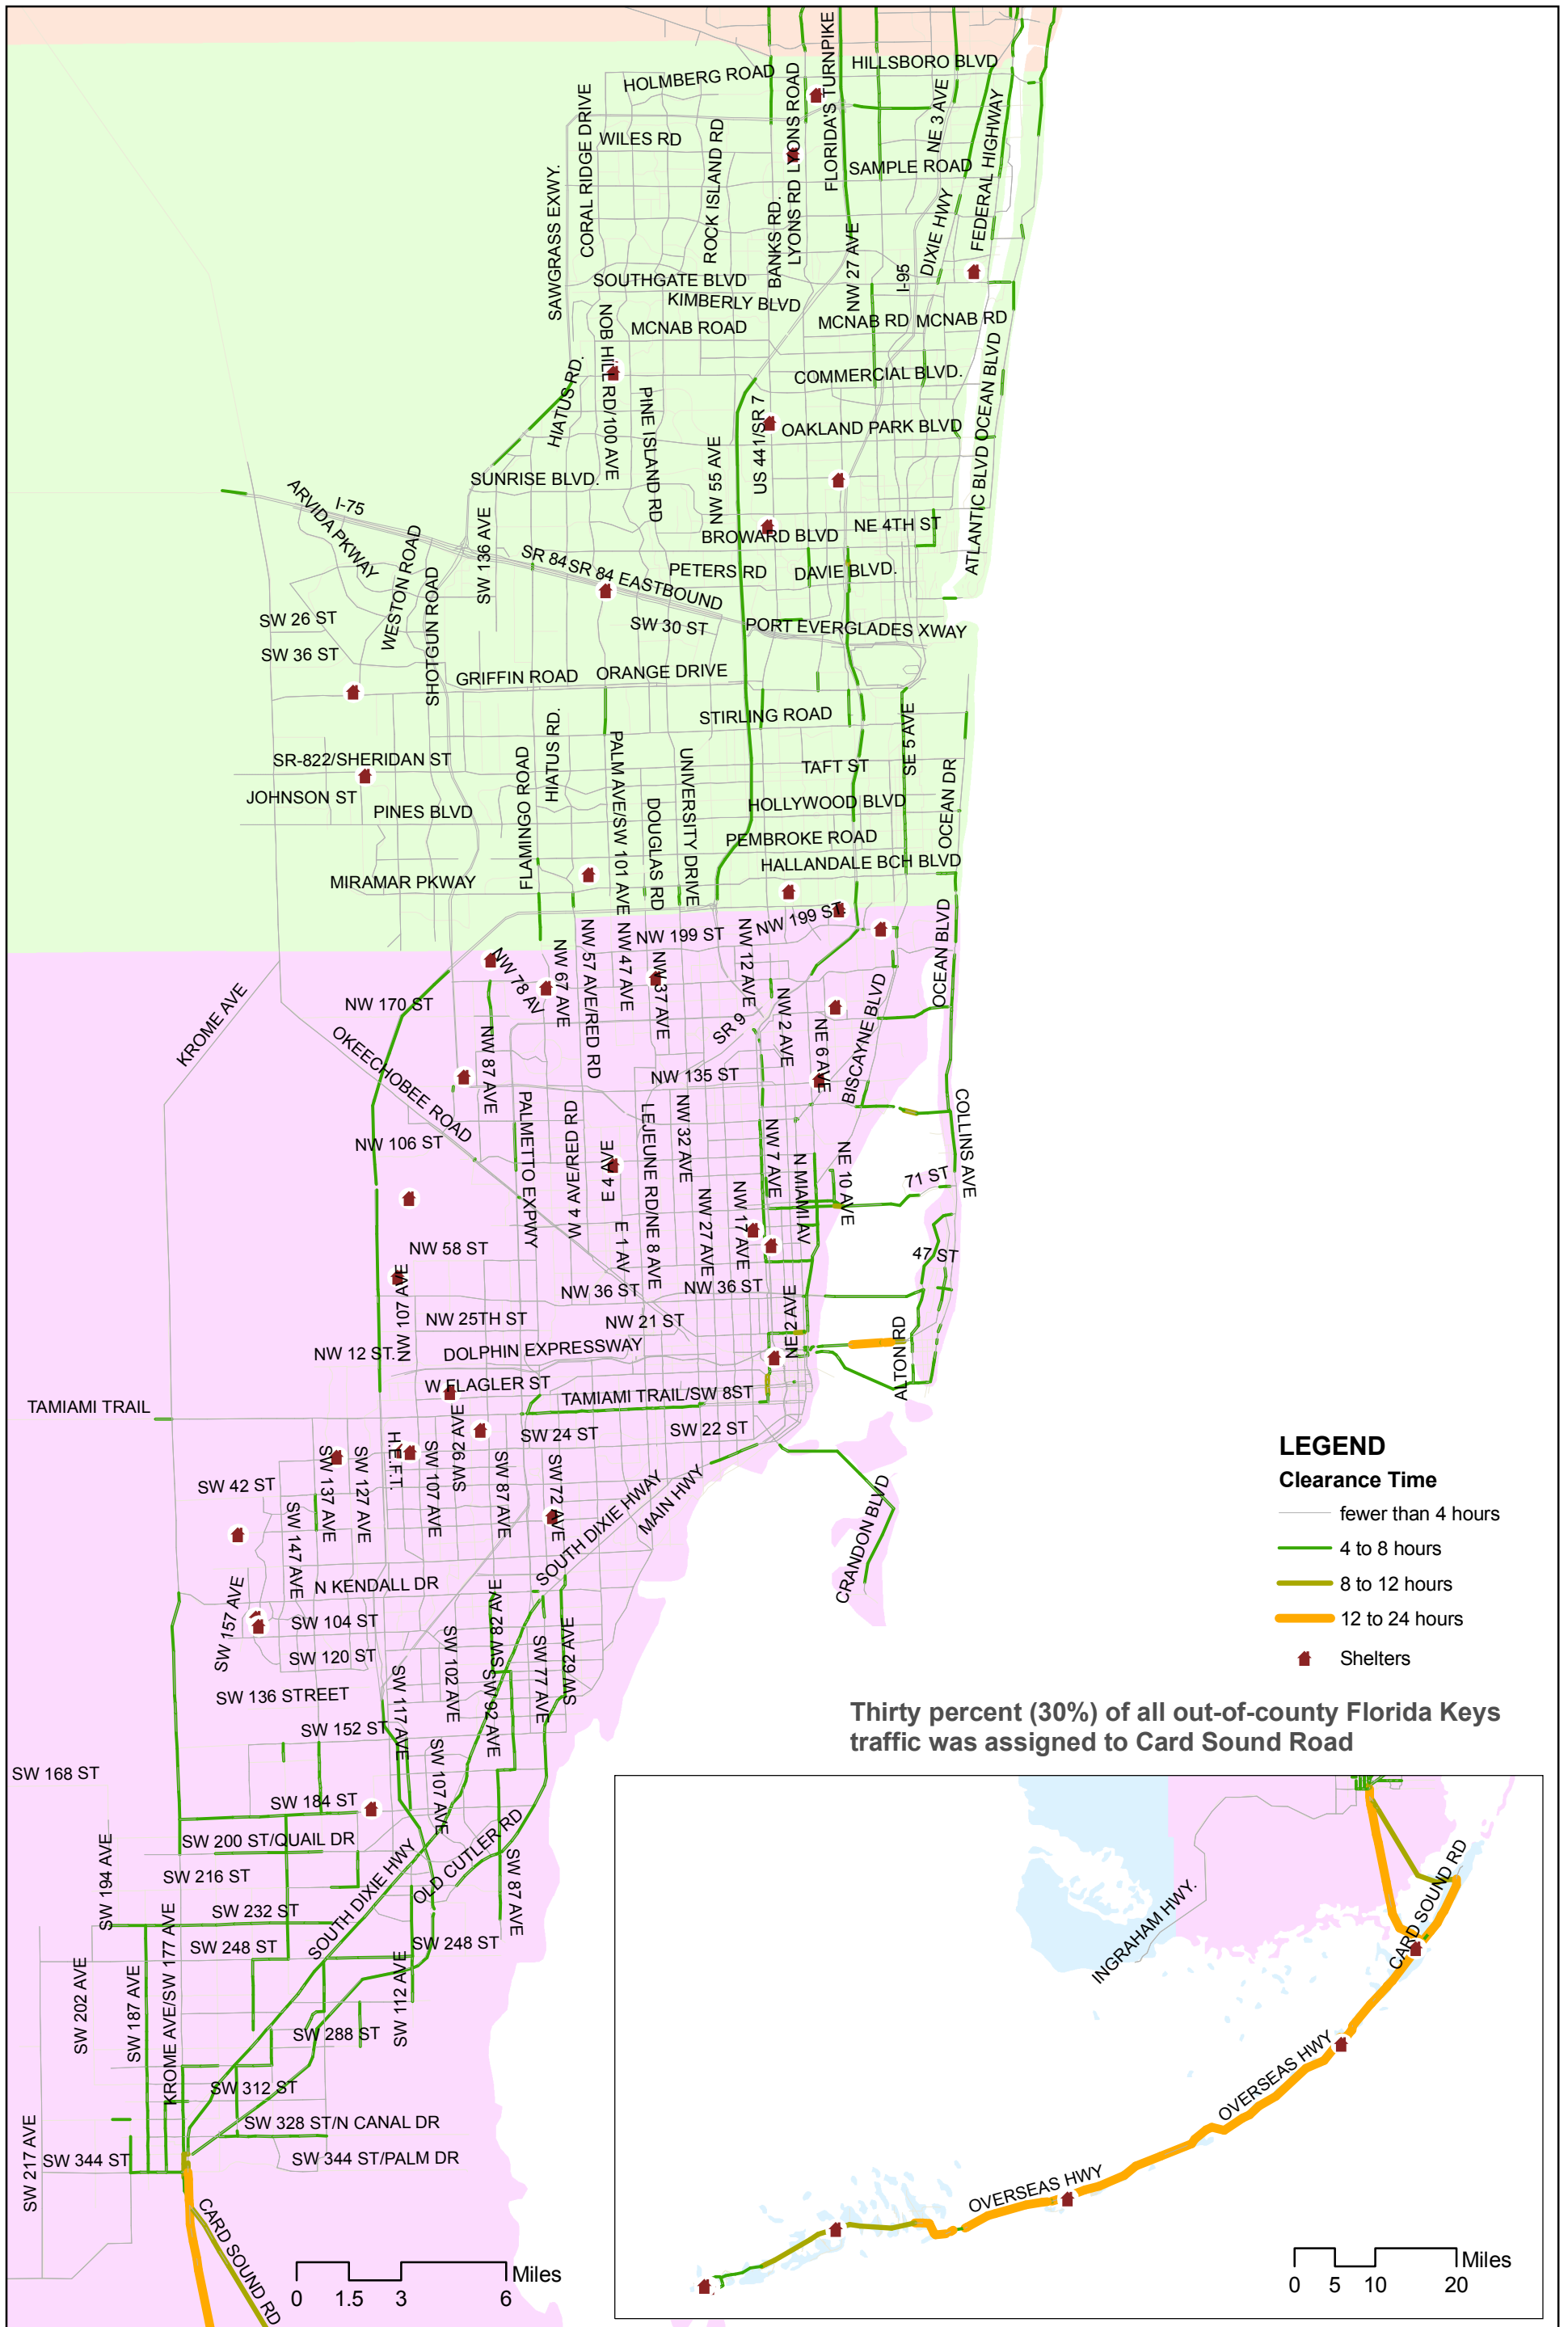 HOLMBERG ROAD
HILLSBORO BLVD
FLORIDA'S TURNPIKE
LYONS ROAD
CORAL RIDGE DRIVE
WILES RD
ROCK ISLAND RD
NE 3 AVE
FEDERAL HIGHWAY
SAMPLE ROAD
SAWGRASS EXWY.
BANKS RD.
LYONS RD
DIXIE HWY
NW 27 AVE
I-95
SOUTHGATE BLVD
KIMBERLY BLVD
MCNAB ROAD
MCNAB RD
MCNAB RD
NOB HILL RD/100 AVE
HIATUS RD.
COMMERCIAL BLVD.
PINE ISLAND RD
US 441/SR 7
OAKLAND PARK BLVD
ATLANTIC BLVD OCEAN BLVD
NW 55 AVE
SUNRISE BLVD.
ARVIDA PKWAY
I-75
SW 136 AVE
WESTON ROAD
SHOTGUN ROAD
BROWARD BLVD
NE 4TH ST
SR 84
SR 84 EASTBOUND
PETERS RD
DAVIE BLVD.
SW 26 ST
SW 30 ST
PORT EVERGLADES XWAY
SW 36 ST
GRIFFIN ROAD
ORANGE DRIVE
STIRLING ROAD
SE 5 AVE
HIATUS RD.
FLAMINGO ROAD
PALM AVE/SW 101 AVE
UNIVERSITY DRIVE
DOUGLAS RD
SR-822/SHERIDAN ST
TAFT ST
OCEAN DR
JOHNSON ST
PINES BLVD
HOLLYWOOD BLVD
PEMBROKE ROAD
HALLANDALE BCH BLVD
MIRAMAR PKWAY
NW 199 ST
NW 199 ST
OCEAN BLVD
NW 12 AVE
NW 78 AV
NW 67 AVE
NW 57 AVE/RED RD
NW 47 AVE
NW 37 AVE
KROME AVE
NW 170 ST
OKEECHOBEE ROAD
SR 9
NW 2 AVE
NE 6 AVE
BISCAYNE BLVD
NW 87 AVE
NW 135 ST
COLLINS AVE
PALMETTO EXPWY
W 4 AVE/RED RD
E 4 AVE
LEJEUNE RD/NE 8 AVE
NW 32 AVE
NW 7 AVE
N MIAMI AV
NE 10 AVE
NW 106 ST
71 ST
NW 27 AVE
NW 17 AVE
E 1 AV
NW 58 ST
47 ST
NW 107 AVE
NW 36 ST
NW 36 ST
NW 25TH ST
NW 21 ST
NE 2 AVE
ALTON RD
NW 12 ST.
DOLPHIN EXPRESSWAY
W FLAGLER ST
TAMIAMI TRAIL/SW 8ST
TAMIAMI TRAIL
SW 24 ST
SW 22 ST
H.E.F.T.
SW 92 AVE
SW 137 AVE
SW 127 AVE
SW 107 AVE
SW 87 AVE
SW 72 AVE
SW 42 ST
SOUTH DIXIE HWAY
MAIN HWY
CRANDON BLVD
SW 147 AVE
N KENDALL DR
SW 157 AVE
SW 104 ST
SW 82 AVE
SW 62 AVE
SW 120 ST
SW 102 AVE
SW 77 AVE
SW 136 STREET
SW 117 AVE
SW 92 AVE
SW 152 ST
SW 168 ST
SW 107 AVE
SW 184 ST
SW 200 ST/QUAIL DR
OLD CUTLER RD
SW 194 AVE
SW 216 ST
SW 87 AVE
SW 232 ST
SOUTH DIXIE HWY
KROME AVE/SW 177 AVE
SW 248 ST
SW 248 ST
SW 202 AVE
SW 187 AVE
SW 112 AVE
SW 288 ST
SW 312 ST
SW 328 ST/N CANAL DR
SW 217 AVE
SW 344 ST
SW 344 ST/PALM DR
CARD SOUND RD
Miles
0 1.5 3 6
LEGEND
Clearance Time
fewer than 4 hours
4 to 8 hours
8 to 12 hours
12 to 24 hours
Shelters
Thirty percent (30%) of all out-of-county Florida Keys
traffic was assigned to Card Sound Road
INGRAHAM HWY.
CARD SOUND RD
OVERSEAS HWY
OVERSEAS HWY
Miles
0 5 10 20